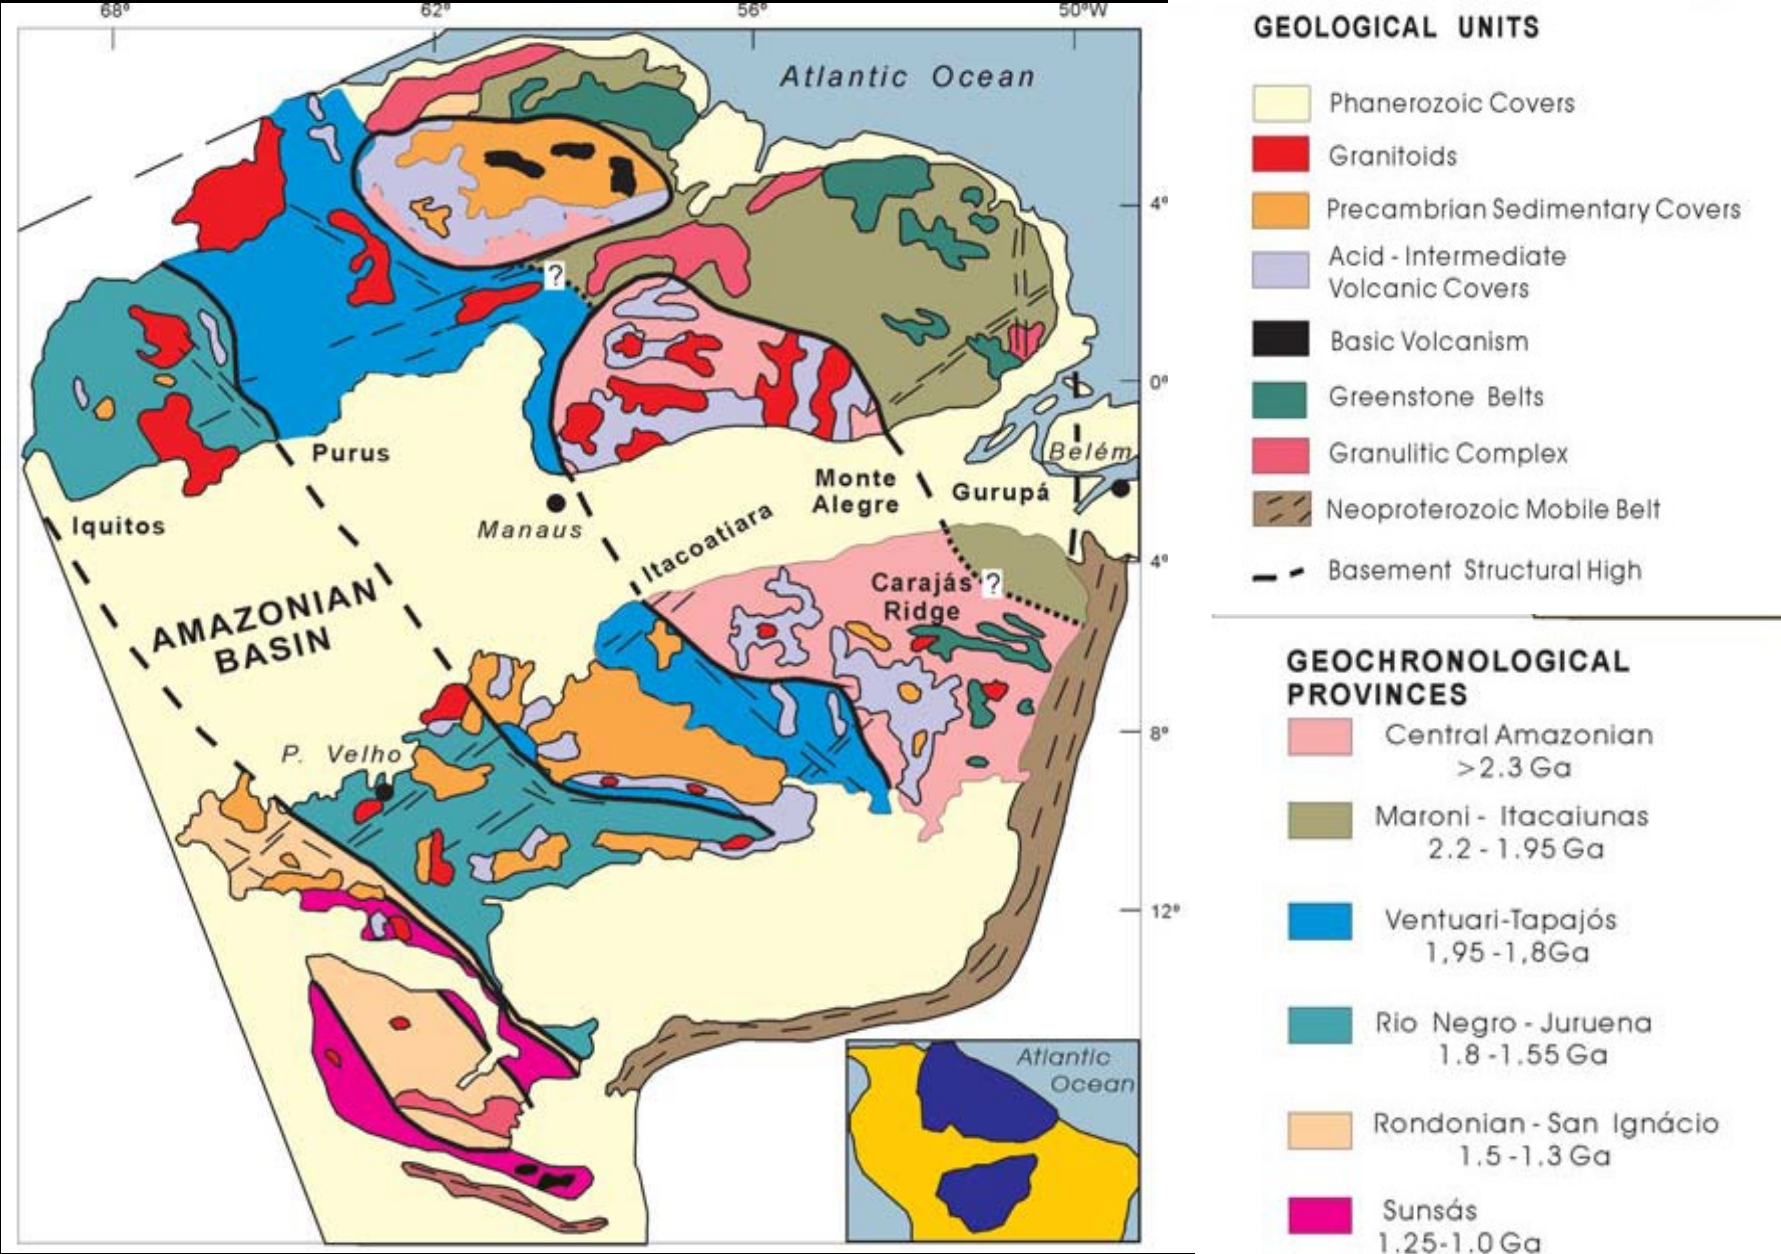 68° 62° 56° 50°W
Atlantic Ocean
4°
?
0°
Belém
Purus
Monte
Alegre
Gurupá
Iquitos
Manaus
Itacoatiara
4°
Carajás ?
Ridge
AMAZONIAN
BASIN
8°
P. Velho
12°
Atlantic
Ocean
GEOLOGICAL UNITS
Phanerozoic Covers
Granitoids
Precambrian Sedimentary Covers
Acid - Intermediate
Volcanic Covers
Basic Volcanism
Greenstone Belts
Granulitic Complex
Neoproterozoic Mobile Belt
Basement Structural High
GEOCHRONOLOGICAL
PROVINCES
Central Amazonian
>2.3 Ga
Maroni - Itacaiunas
2.2 - 1.95 Ga
Ventuari-Tapajós
1,95 -1,8Ga
Rio Negro - Juruena
1.8 -1.55 Ga
Rondonian - San Ignácio
1.5 -1.3 Ga
Sunsás
1.25-1.0 Ga